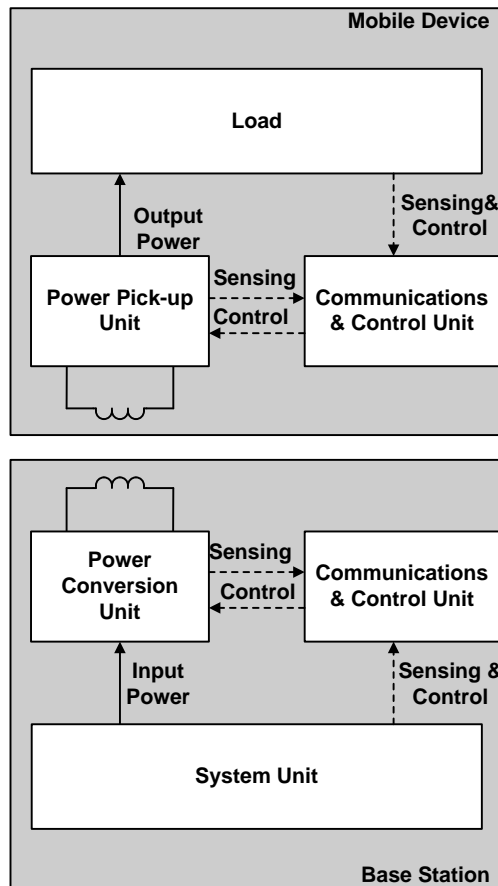 Mobile Device
Load
Output
Power
Sensing&
Control
Power Pick-up
Unit
Sensing
Control
Communications
& Control Unit
Power
Conversion
Unit
Sensing
Control
Communications
& Control Unit
Input
Power
Sensing &
Control
System Unit
Base Station